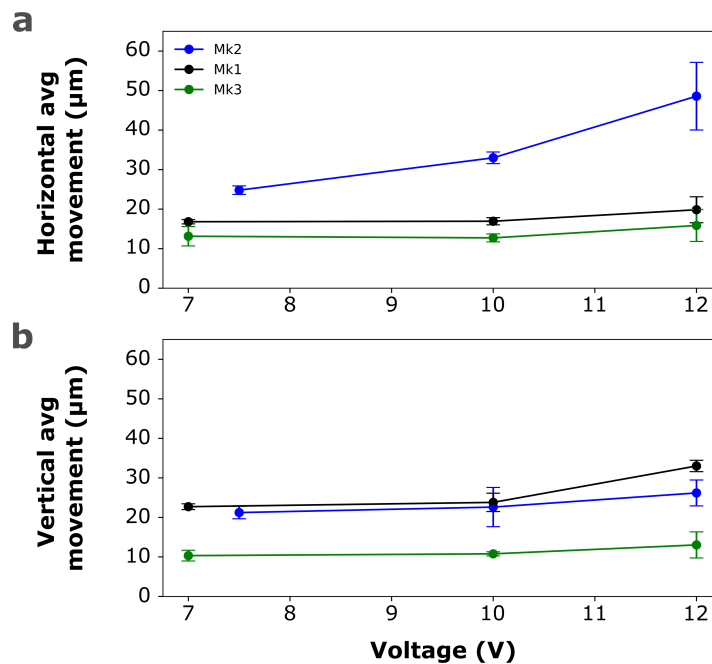 a
Horizontal avg
movement (μm)
60
50
40
30
20
10
0
Mk2
Mk1
Mk3
7 8 9 10 11 12
b
Vertical avg
movement (μm)
60
50
40
30
20
10
0
7 8 9 10 11 12
Voltage (V)